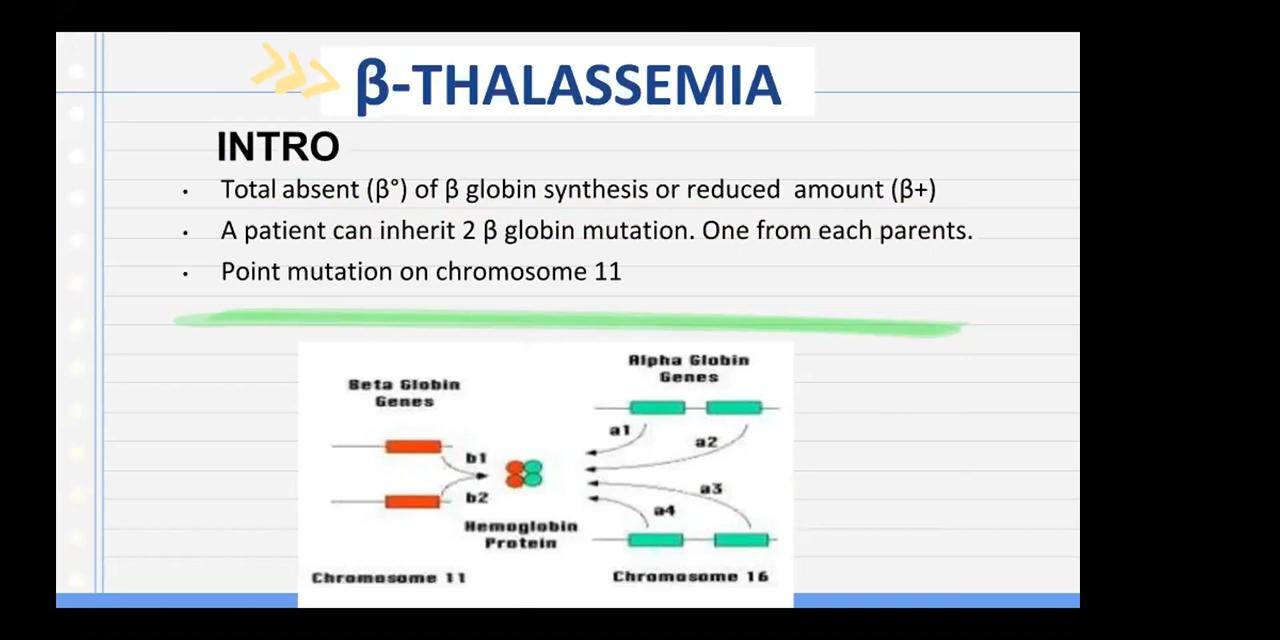 β-THALASSEMIA
INTRO
• Total absent (β°) of β globin synthesis or reduced amount (β+)
• A patient can inherit 2 β globin mutation. One from each parents.
• Point mutation on chromosome 11
Beta Globin
Genes
b1
b2
Hemoglobin
Protein
Chromosome 11
Alpha Globin
Genes
a1
a2
a3
a4
Chromosome 16